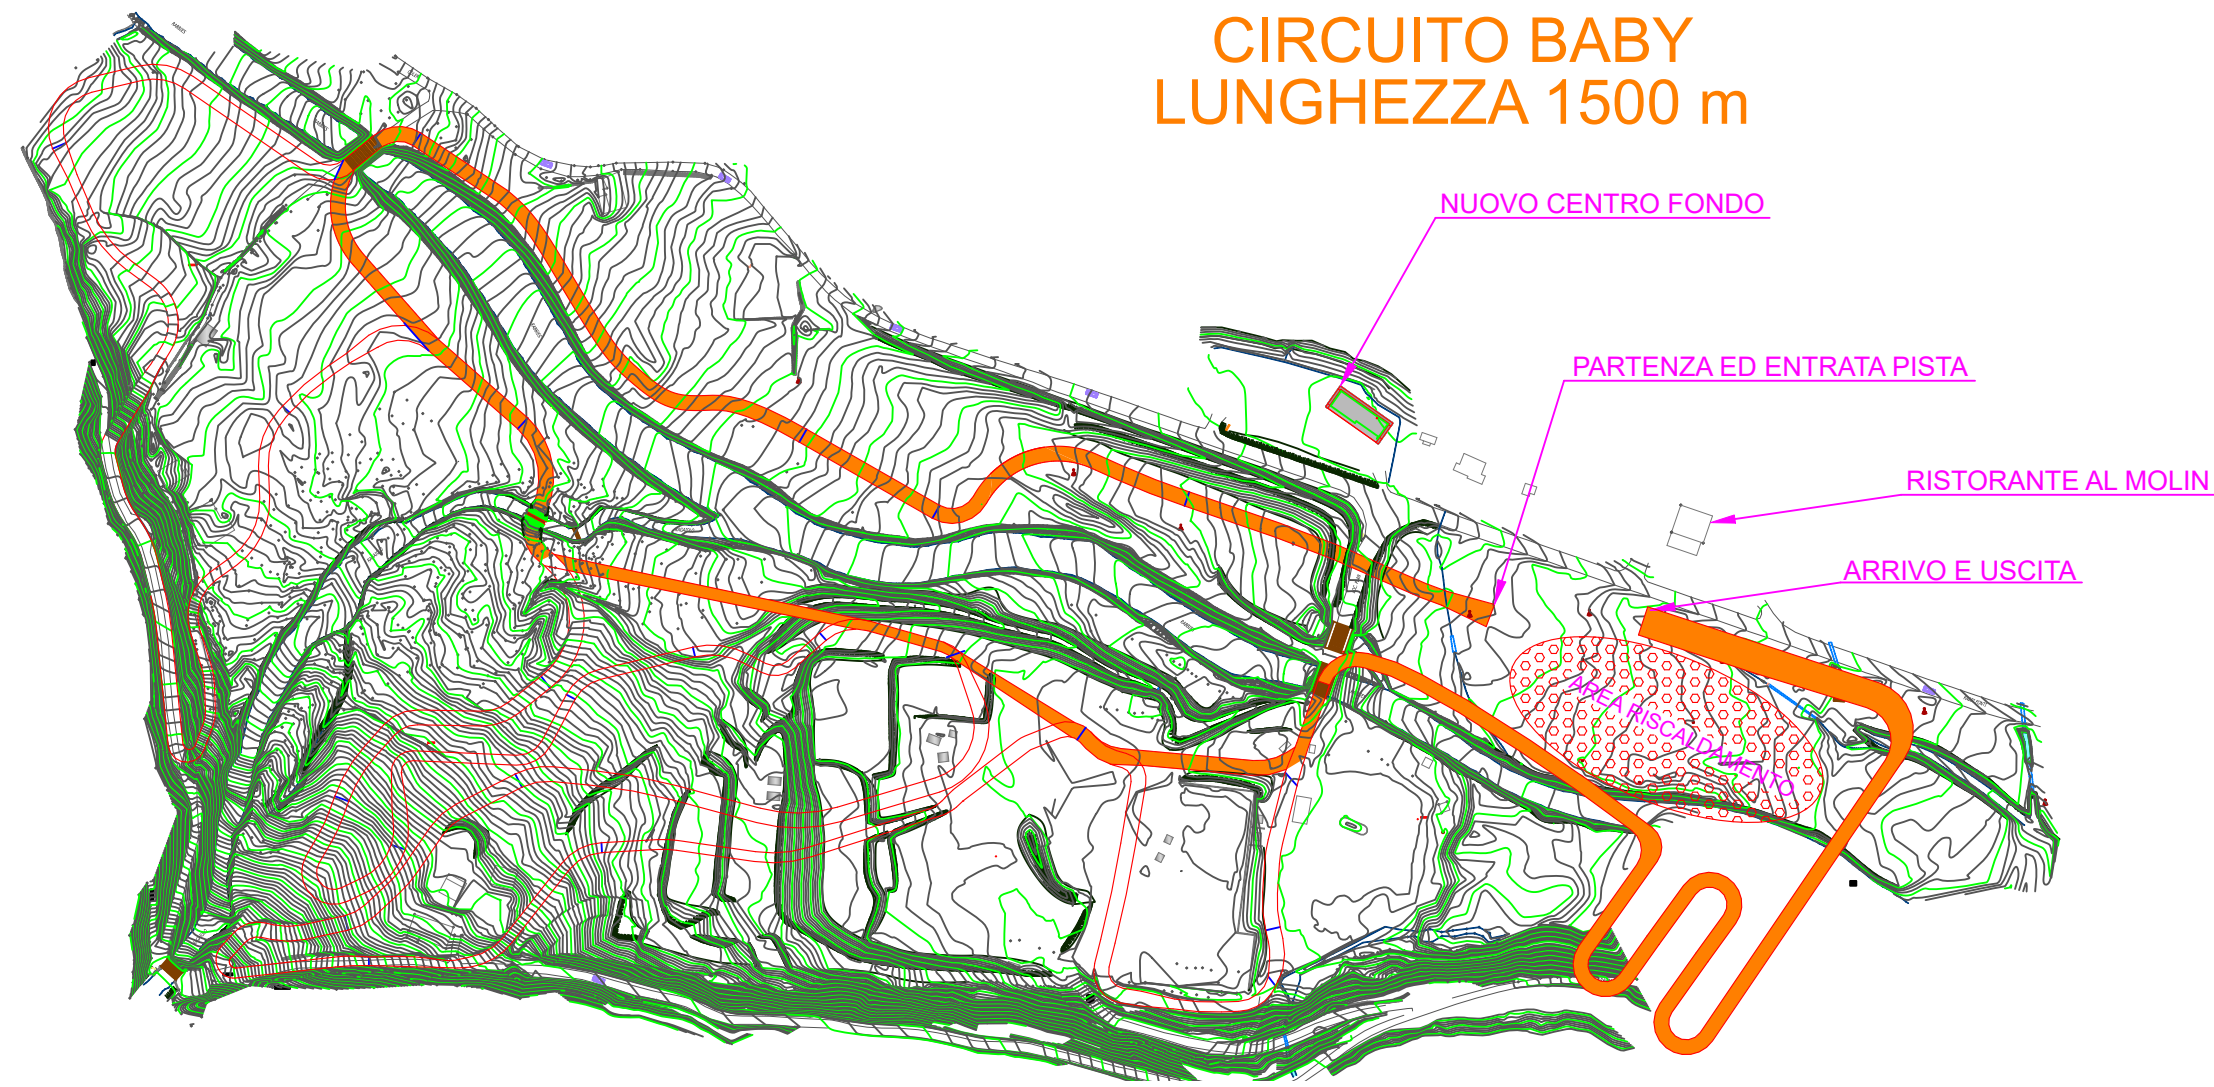 CIRCUITO BABY
LUNGHEZZA 1500 m
NUOVO CENTRO FONDO
PARTENZA ED ENTRATA PISTA
RISTORANTE AL MOLIN
ARRIVO E USCITA
AREA RISCALDAMENTO